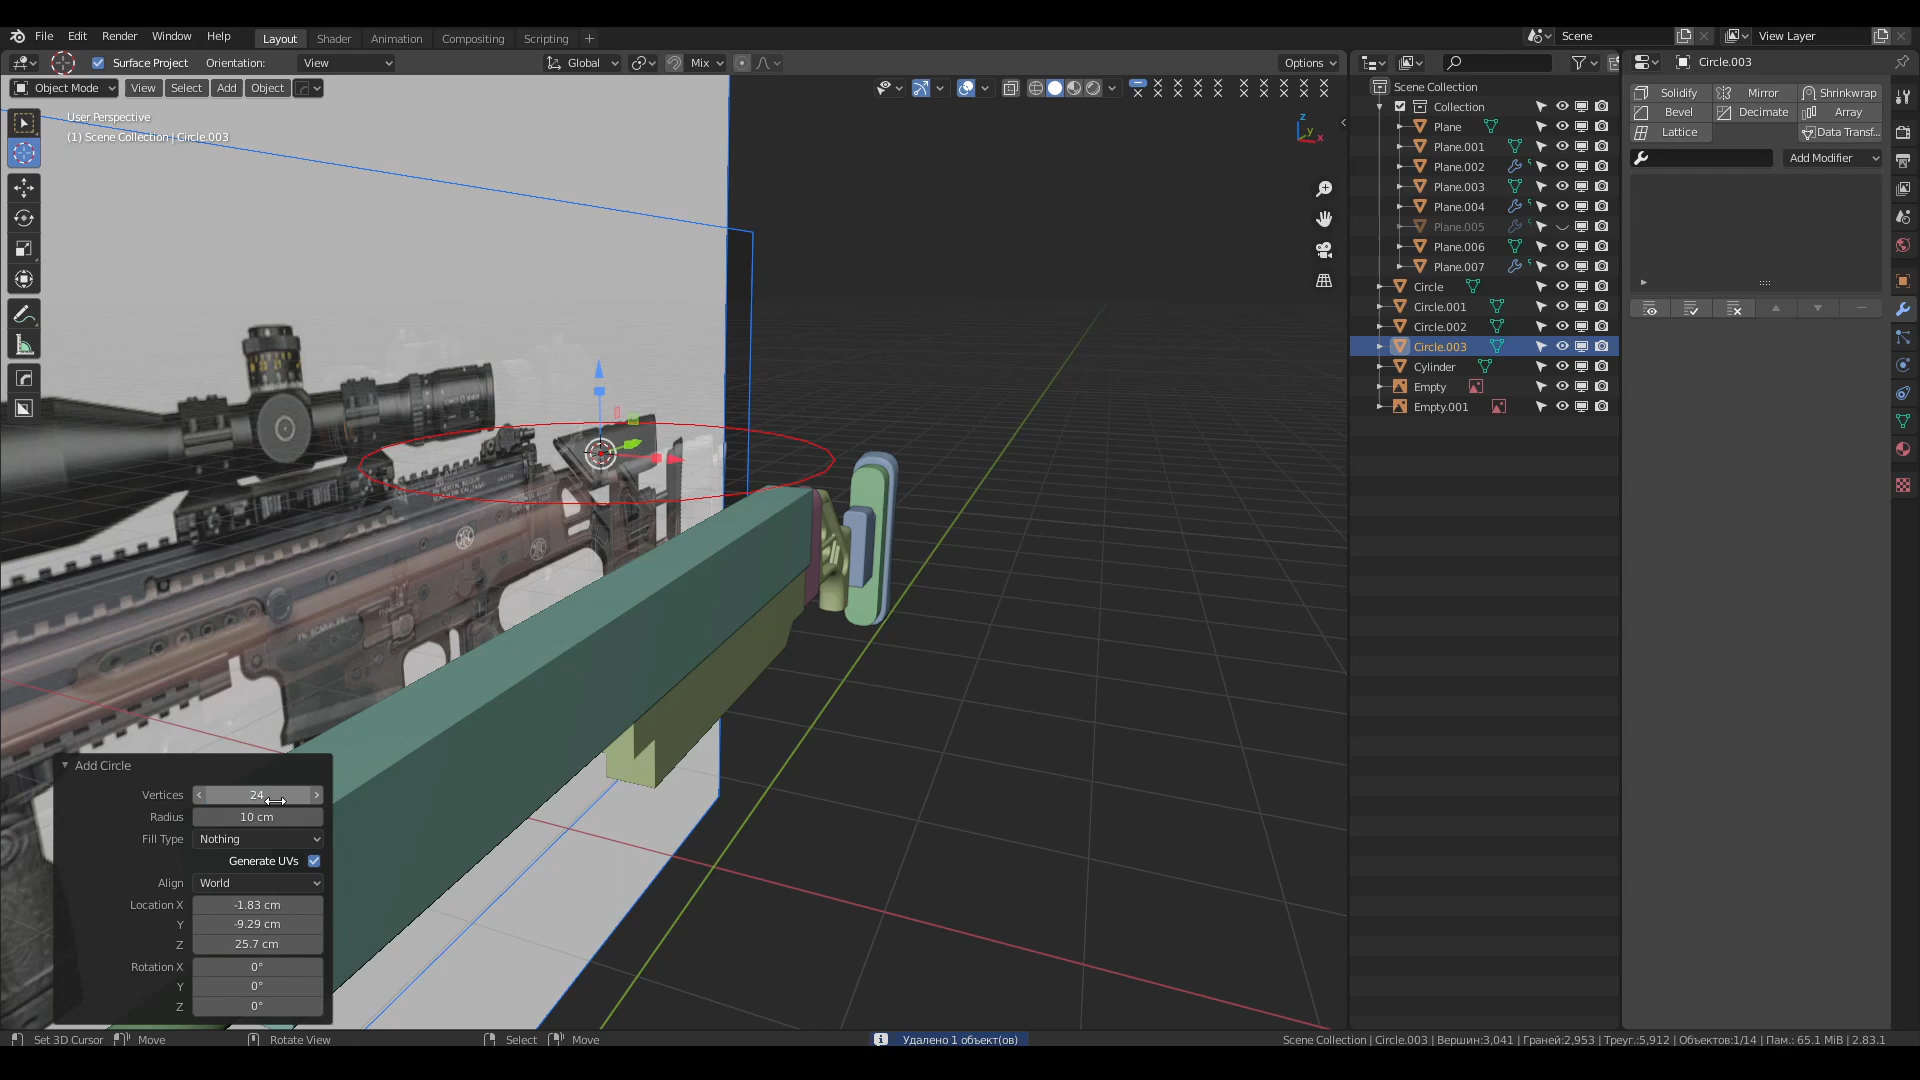 File Edit Render Window Help
Layout Shader Animation Compositing Scripting +
Scene
View Layer
Surface Project Orientation: View
Global
Mix
Options
Object Mode View Select Add Object
User Perspective
(1) Scene Collection | Circle.003
Z
Y
X
Scene Collection
Collection
Plane
Plane.001
Plane.002
Plane.003
Plane.004
Plane.005
Plane.006
Plane.007
Circle
Circle.001
Circle.002
Circle.003
Cylinder
Empty
Empty.001
Circle.003
Solidify Mirror Shrinkwrap
Bevel Decimate Array
Lattice Data Transf...
Add Modifier
Add Circle
Vertices 24
Radius 10 cm
Fill Type Nothing
Generate UVs
Align World
Location X -1.83 cm
Y -9.29 cm
Z 25.7 cm
Rotation X 0°
Y 0°
Z 0°
Set 3D Cursor Move Rotate View Select Move
Удалено 1 объект(ов)
Scene Collection | Circle.003 | Вершин:3,041 | Граней:2,953 | Треуг.:5,912 | Объектов:1/14 | Пам.: 65.1 MiB | 2.83.1